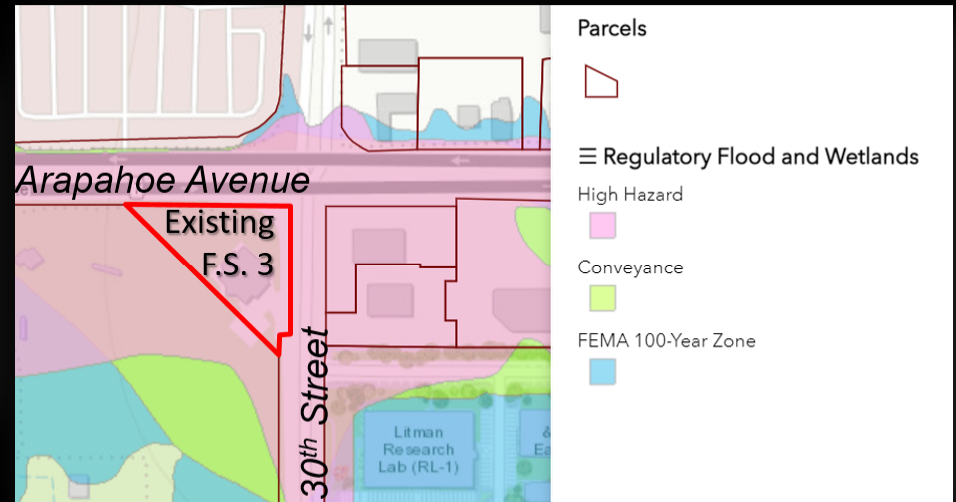 Parcels
Arapahoe Avenue
Existing
F.S. 3
30th Street
Litman
Research
Lab (RL-1)
&
Ea
Regulatory Flood and Wetlands
High Hazard
Conveyance
FEMA 100-Year Zone